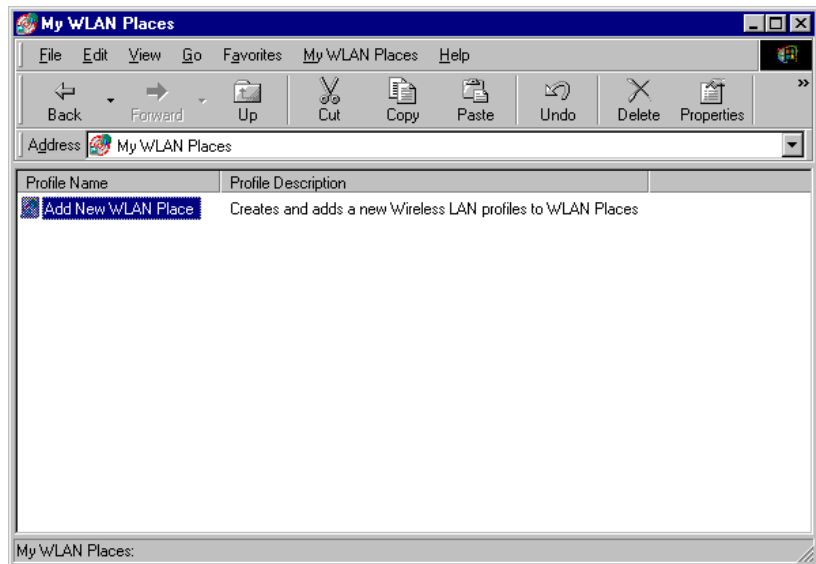 My WLAN Places
File Edit View Go Favorites My WLAN Places Help
Back Forward Up Cut Copy Paste Undo Delete Properties »
Address My WLAN Places
Profile Name Profile Description
Add New WLAN Place Creates and adds a new Wireless LAN profiles to WLAN Places
My WLAN Places: